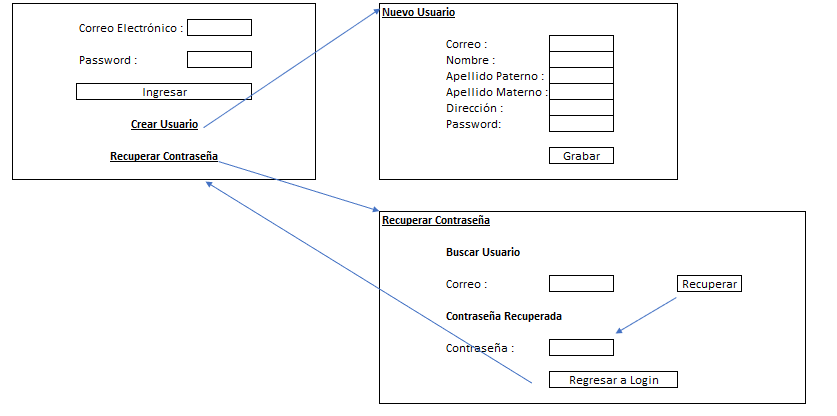 Correo Electrónico :
Password :
Ingresar
Crear Usuario
Recuperar Contraseña
Nuevo Usuario
Correo :
Nombre :
Apellido Paterno :
Apellido Materno :
Dirección :
Password:
Grabar
Recuperar Contraseña
Buscar Usuario
Correo :
Recuperar
Contraseña Recuperada
Contraseña :
Regresar a Login